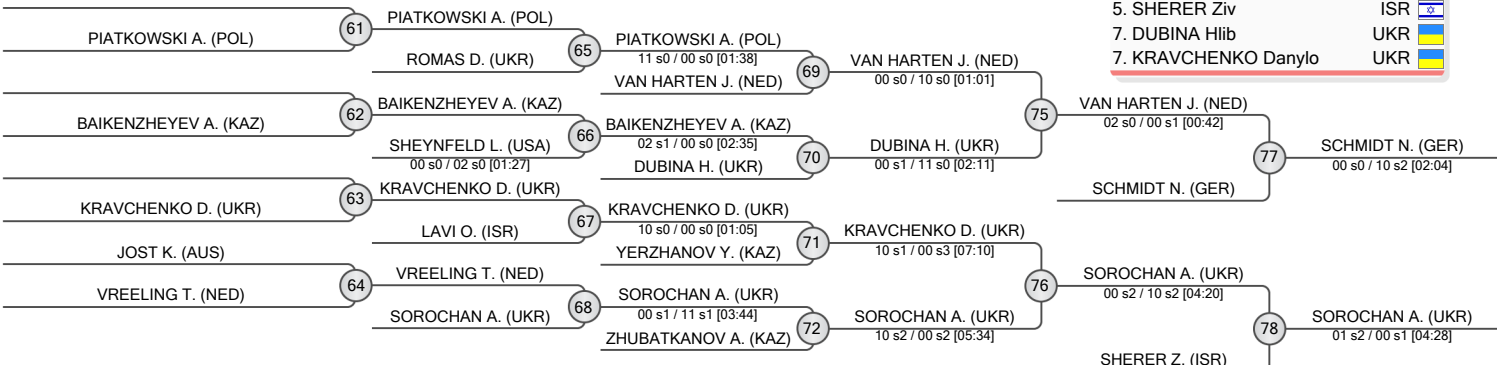 PIATKOWSKI A. (POL)
5. SHERER Ziv ISR
61
PIATKOWSKI A. (POL)
PIATKOWSKI A. (POL)
7. DUBINA Hlib UKR
ROMAS D. (UKR)
65
11 s0 / 00 s0 [01:38]
VAN HARTEN J. (NED)
7. KRAVCHENKO Danylo UKR
69
00 s0 / 10 s0 [01:01]
VAN HARTEN J. (NED)
BAIKENZHEYEV A. (KAZ)
VAN HARTEN J. (NED)
62
75
02 s0 / 00 s1 [00:42]
BAIKENZHEYEV A. (KAZ)
BAIKENZHEYEV A. (KAZ)
66
SHEYNFELD L. (USA)
02 s1 / 00 s0 [02:35]
DUBINA H. (UKR)
SCHMIDT N. (GER)
00 s0 / 02 s0 [01:27]
DUBINA H. (UKR)
70
00 s1 / 11 s0 [02:11]
77
00 s0 / 10 s2 [02:04]
KRAVCHENKO D. (UKR)
SCHMIDT N. (GER)
63
KRAVCHENKO D. (UKR)
KRAVCHENKO D. (UKR)
67
10 s0 / 00 s0 [01:05]
LAVI O. (ISR)
KRAVCHENKO D. (UKR)
71
JOST K. (AUS)
YERZHANOV Y. (KAZ)
10 s1 / 00 s3 [07:10]
VREELING T. (NED)
SOROCHAN A. (UKR)
64
76
VREELING T. (NED)
SOROCHAN A. (UKR)
00 s2 / 10 s2 [04:20]
68
SOROCHAN A. (UKR)
00 s1 / 11 s1 [03:44]
SOROCHAN A. (UKR)
SOROCHAN A. (UKR)
72
78
ZHUBATKANOV A. (KAZ)
10 s2 / 00 s2 [05:34]
01 s2 / 00 s1 [04:28]
SHERER Z. (ISR)